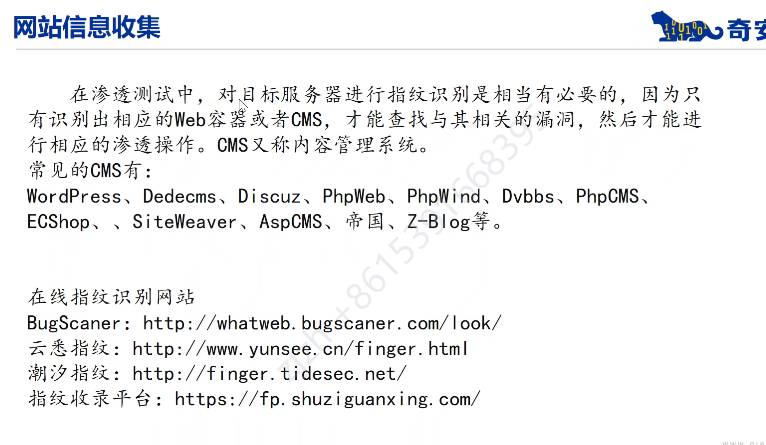 网站信息收集
奇安
在渗透测试中，对目标服务器进行指纹识别是相当有必要的，因为只
有识别出相应的Web容器或者CMS，才能查找与其相关的漏洞，然后才能进
行相应的渗透操作。CMS又称内容管理系统。
常见的CMS有：
WordPress、Dedecms、Discuz、PhpWeb、PhpWind、Dvbbs、PhpCMS、
ECShop、、SiteWeaver、AspCMS、帝国、Z-Blog等。
在线指纹识别网站
BugScaner：http://whatweb.bugscaner.com/look/
云悉指纹：http://www.yunsee.cn/finger.html
潮汐指纹：http://finger.tidesec.net/
指纹收录平台：https://fp.shuziguanxing.com/